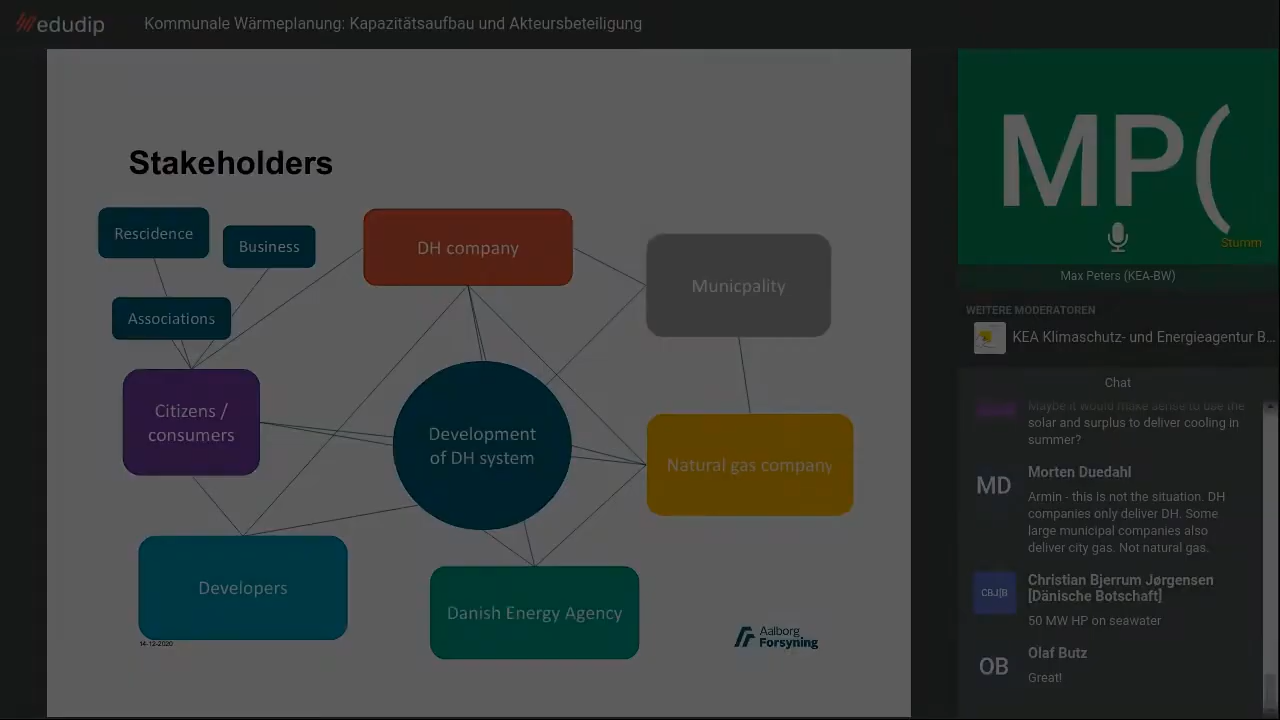 edudip
Kommunale Wärmeplanung: Kapazitätsaufbau und Akteursbeteiligung
Stakeholders
Rescidence
Business
Associations
DH company
Municpality
Citizens /
consumers
Development
of DH system
Natural gas company
Developers
Danish Energy Agency
14-12-2020
Aalborg
Forsyning
MP(
Stumm
Max Peters (KEA-BW)
WEITERE MODERATOREN
KEA Klimaschutz- und Energieagentur B...
Chat
Maybe it would make sense to use the
solar and surplus to deliver cooling in
summer?
MD
Morten Duedahl
Armin - this is not the situation. DH
companies only deliver DH. Some
large municipal companies also
deliver city gas. Not natural gas.
CBJ[B
Christian Bjerrum Jørgensen
[Dänische Botschaft]
50 MW HP on seawater
OB
Olaf Butz
Great!